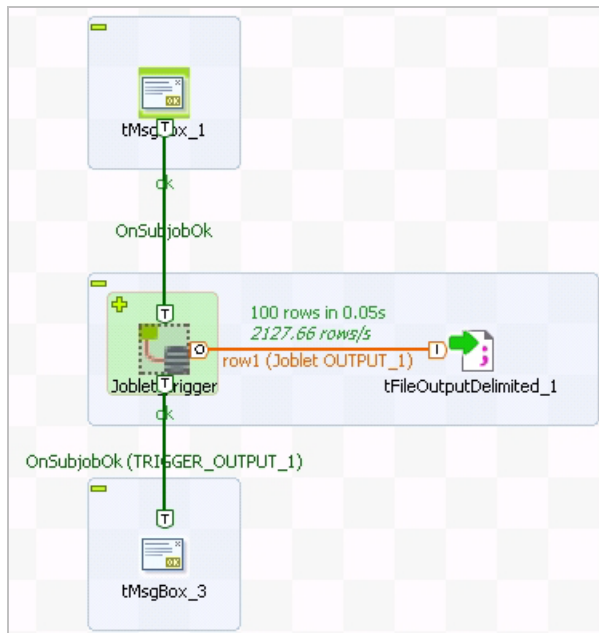 tMsgBox_1
ok
OnSubjobOk
100 rows in 0.05s
2127.66 rows/s
row1 (Joblet OUTPUT_1)
tFileOutputDelimited_1
ok
OnSubjobOk (TRIGGER_OUTPUT_1)
tMsgBox_3